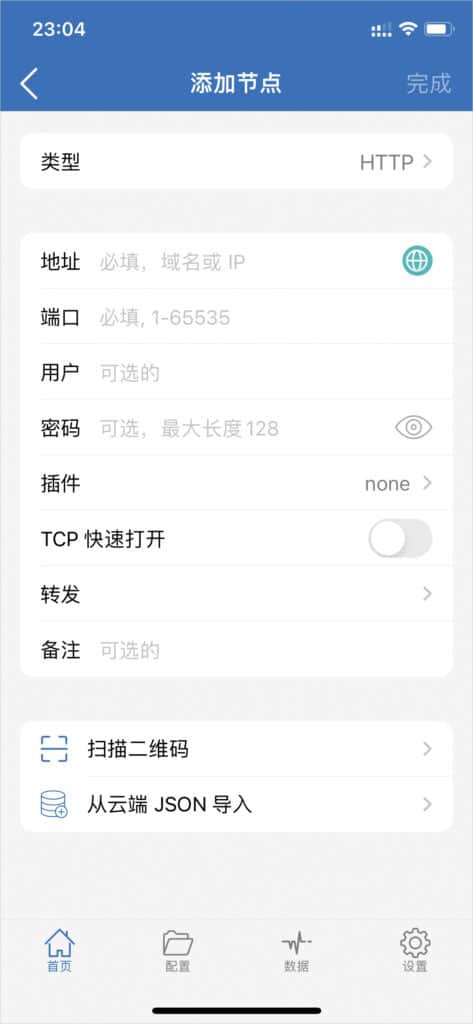 23:04
添加节点 完成
类型 HTTP
地址 必填，域名或 IP
端口 必填, 1-65535
用户 可选的
密码 可选，最大长度128
插件 none
TCP 快速打开
转发
备注 可选的
扫描二维码
从云端 JSON 导入
首页 配置 数据 设置